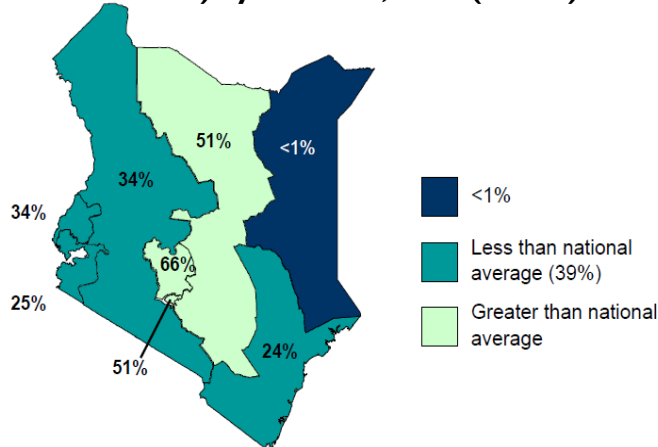 51%
<1%
34%
34%
66%
25%
24%
51%
<1%
Less than national
average (39%)
Greater than national
average